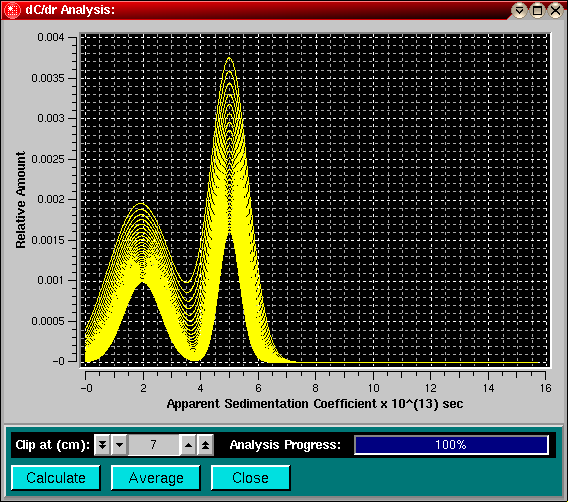 dC/dr Analysis:
0.004
0.0035
0.003
0.0025
0.002
0.0015
0.001
0.0005
-0
Relative Amount
-0 2 4 6 8 10 12 14 16
Apparent Sedimentation Coefficient x 10^(13) sec
Clip at (cm): 7 Analysis Progress: 100%
Calculate Average Close